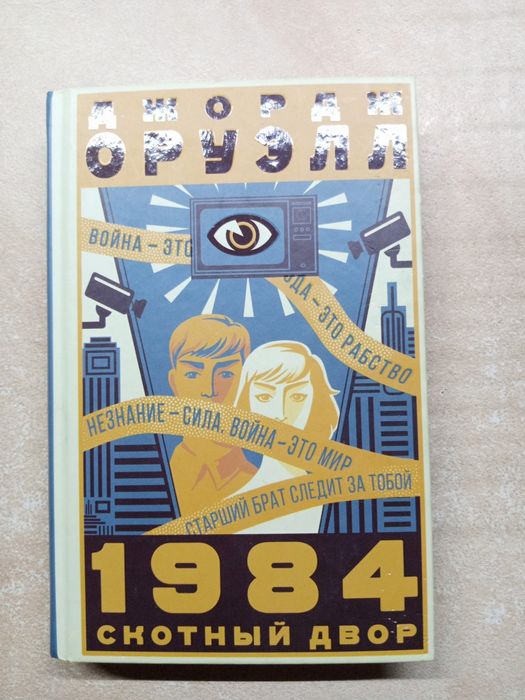 ДЖОРДЖ
ОРУЭЛЛ
ВОЙНА – ЭТО
ОДА – ЭТО РАБСТВО
НЕЗНАНИЕ – СИЛА. ВОЙНА – ЭТО МИР
СТАРШИЙ БРАТ СЛЕДИТ ЗА ТОБОЙ
1984
СКОТНЫЙ ДВОР